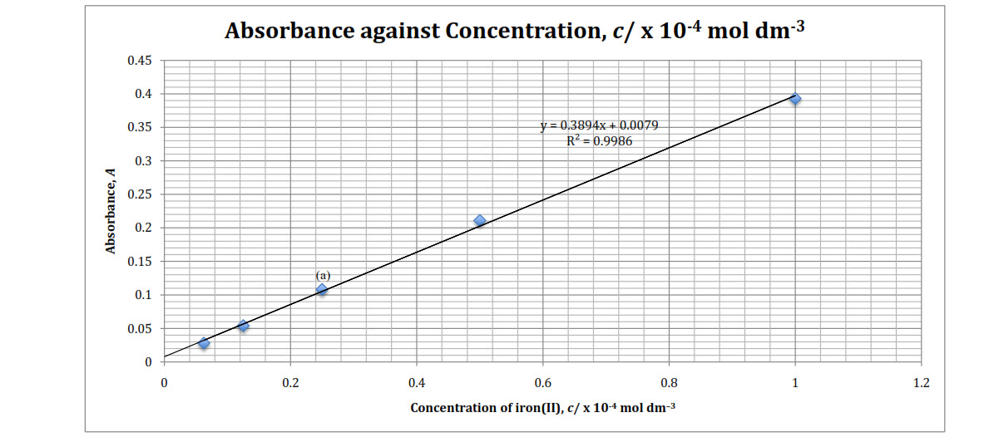 Absorbance against Concentration, c/ x 10⁻⁴ mol dm⁻³
0.45
0.4
0.35
0.3
0.25
0.2
0.15
0.1
0.05
0
Absorbance, A
y = 0.3894x + 0.0079
R² = 0.9986
(a)
0 0.2 0.4 0.6 0.8 1 1.2
Concentration of iron(II), c/ x 10⁻⁴ mol dm⁻³